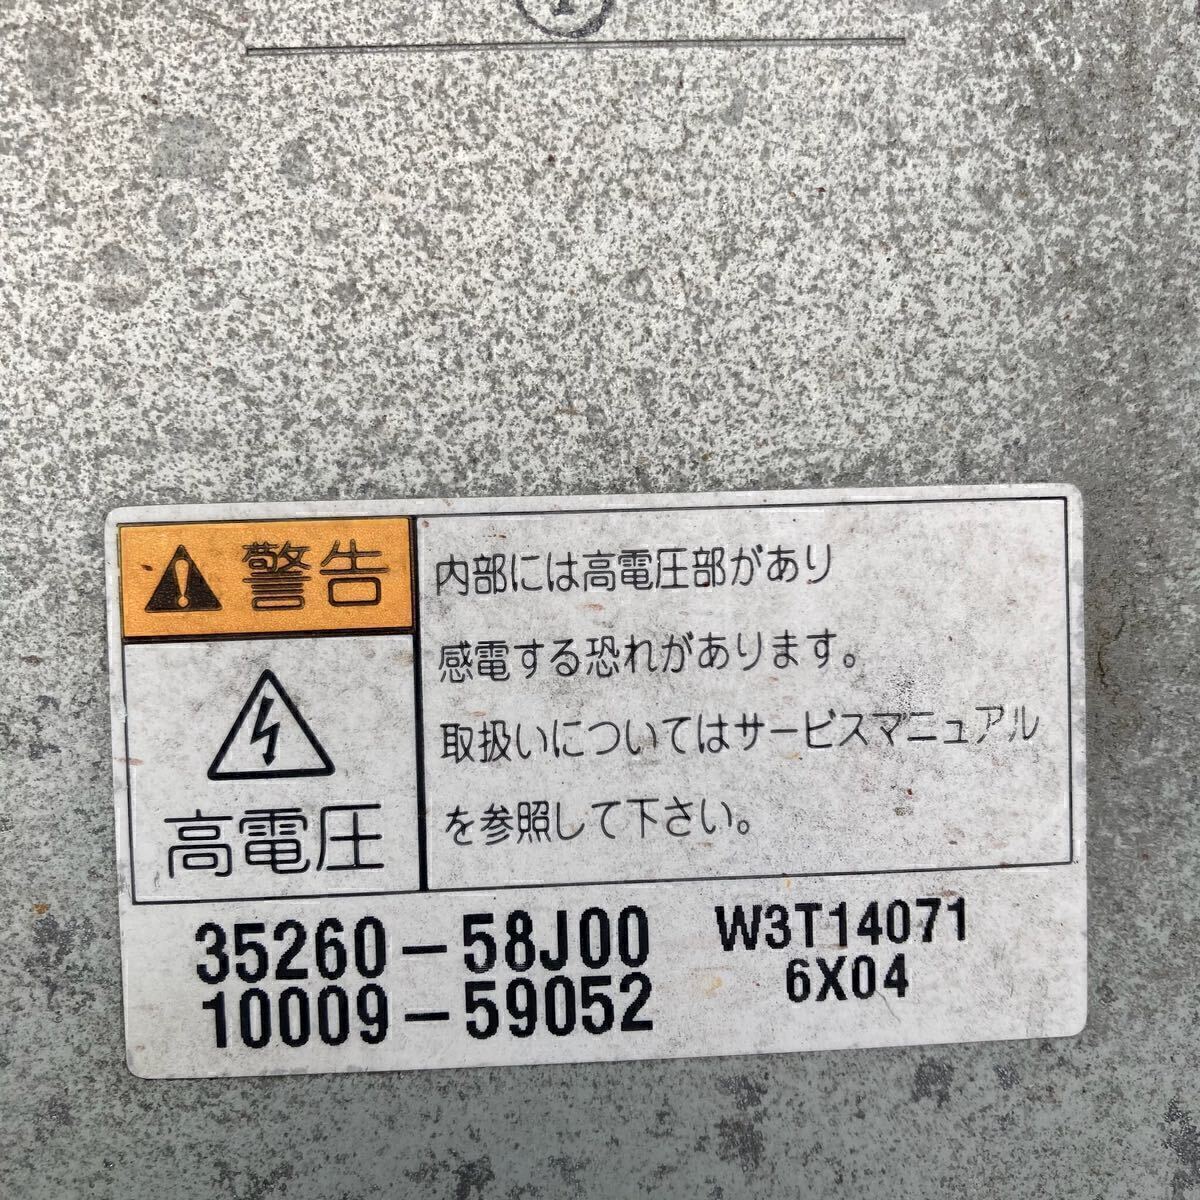 警告
高電圧
内部には高電圧部があり
感電する恐れがあります。
取扱いについてはサービスマニュアル
を参照して下さい。
35260-58J00
10009-59052
W3T14071
6X04